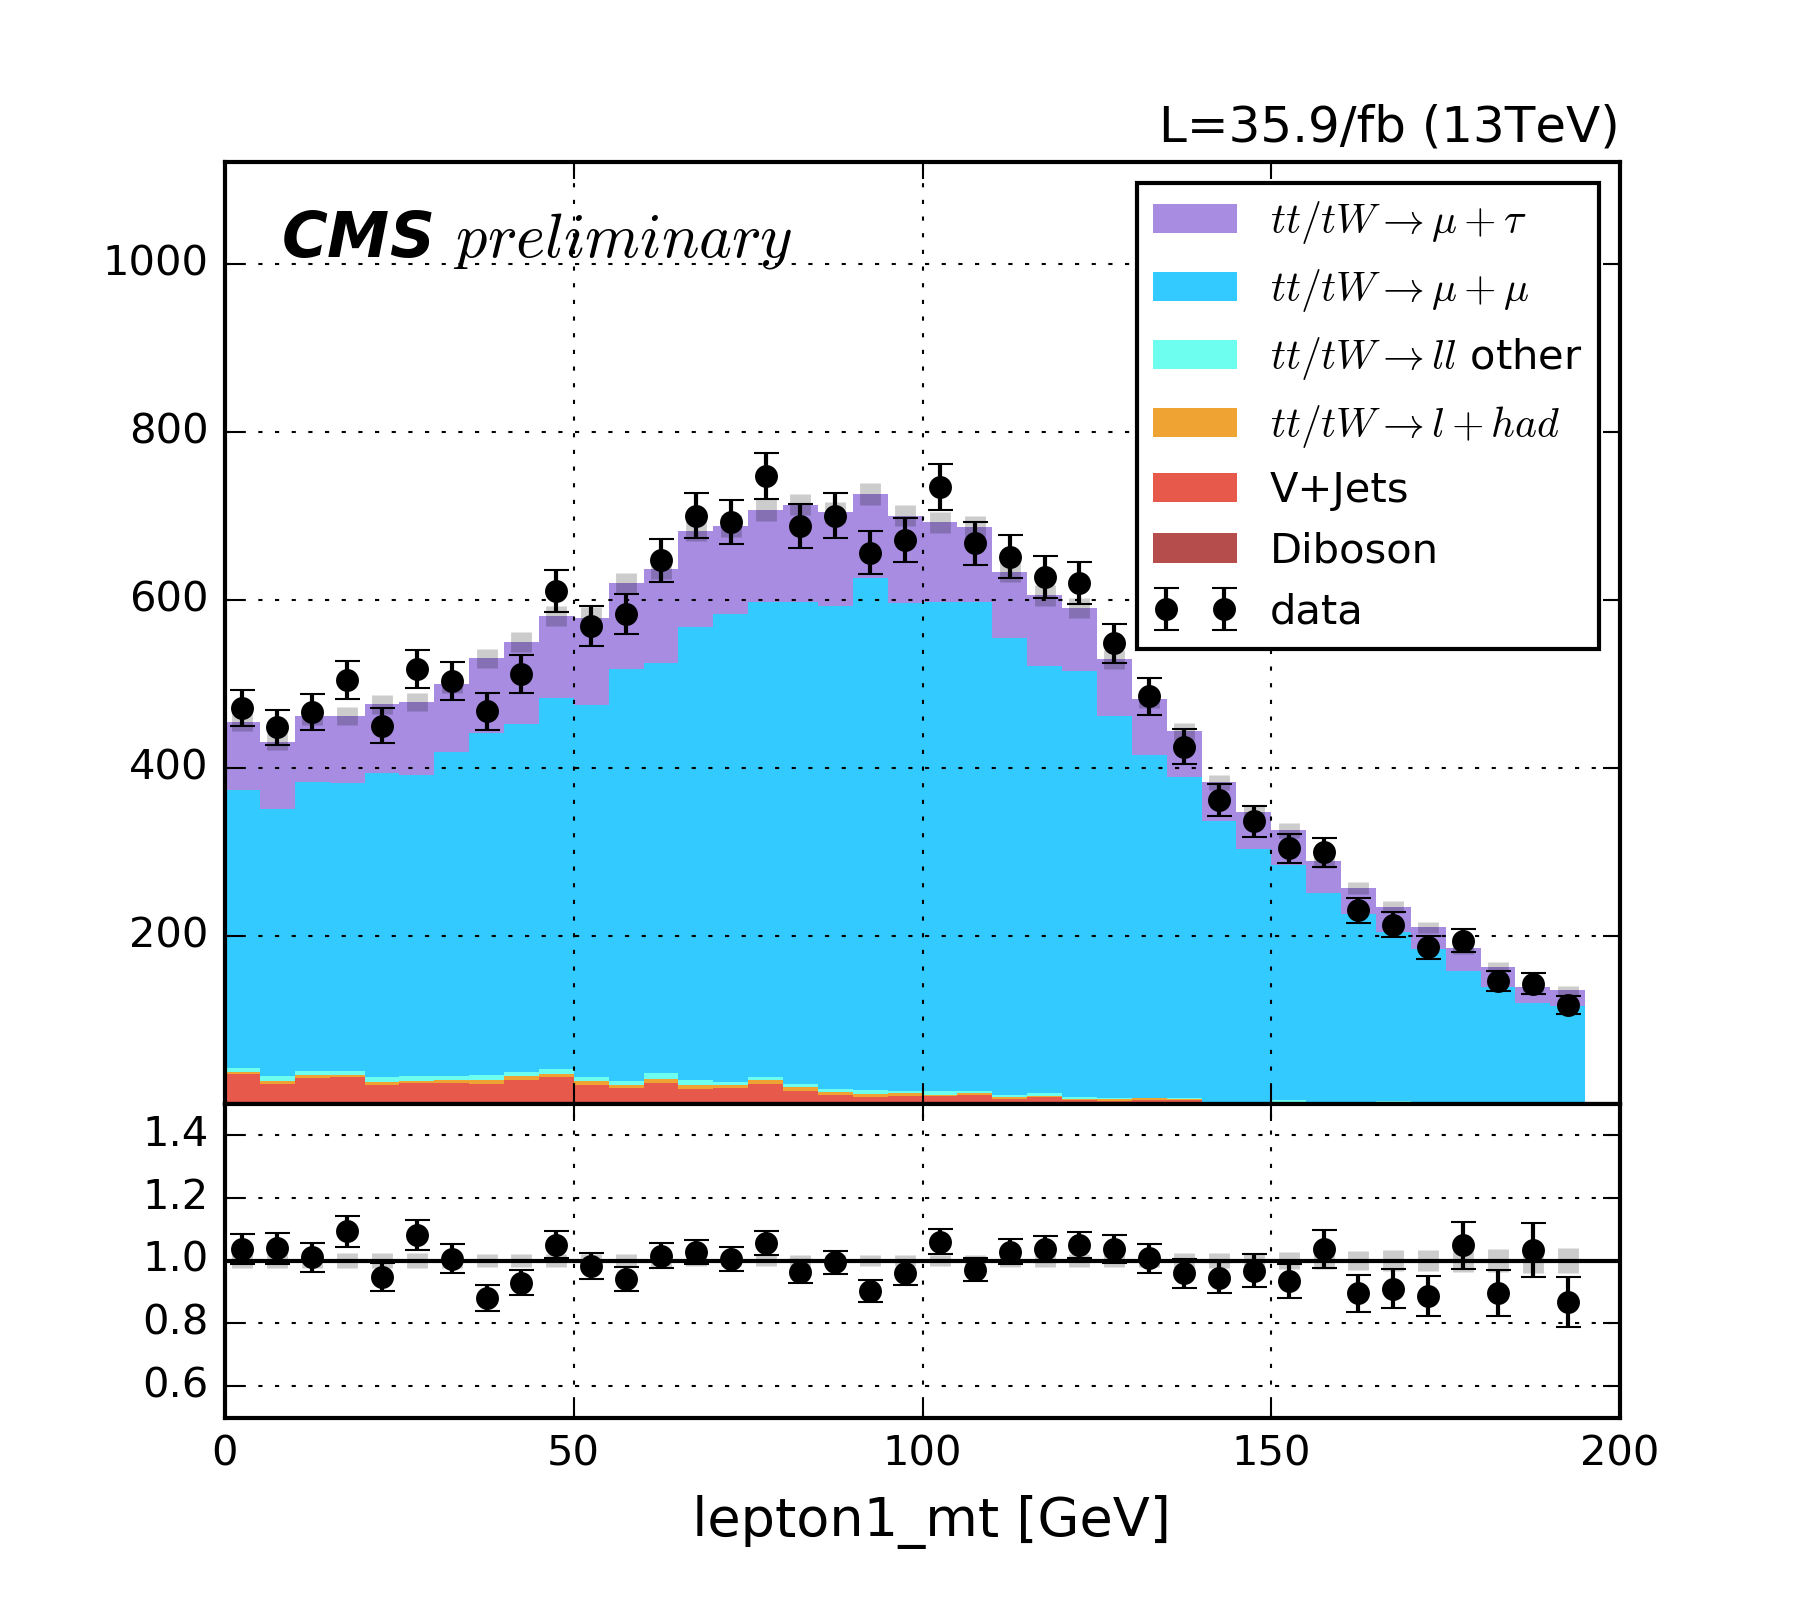 L=35.9/fb (13TeV)
CMS preliminary
tt/tW→μ+τ
tt/tW→μ+μ
tt/tW→ll other
tt/tW→l+had
V+Jets
Diboson
data
1000
800
600
400
200
1.4
1.2
1.0
0.8
0.6
0 50 100 150 200
lepton1_mt [GeV]